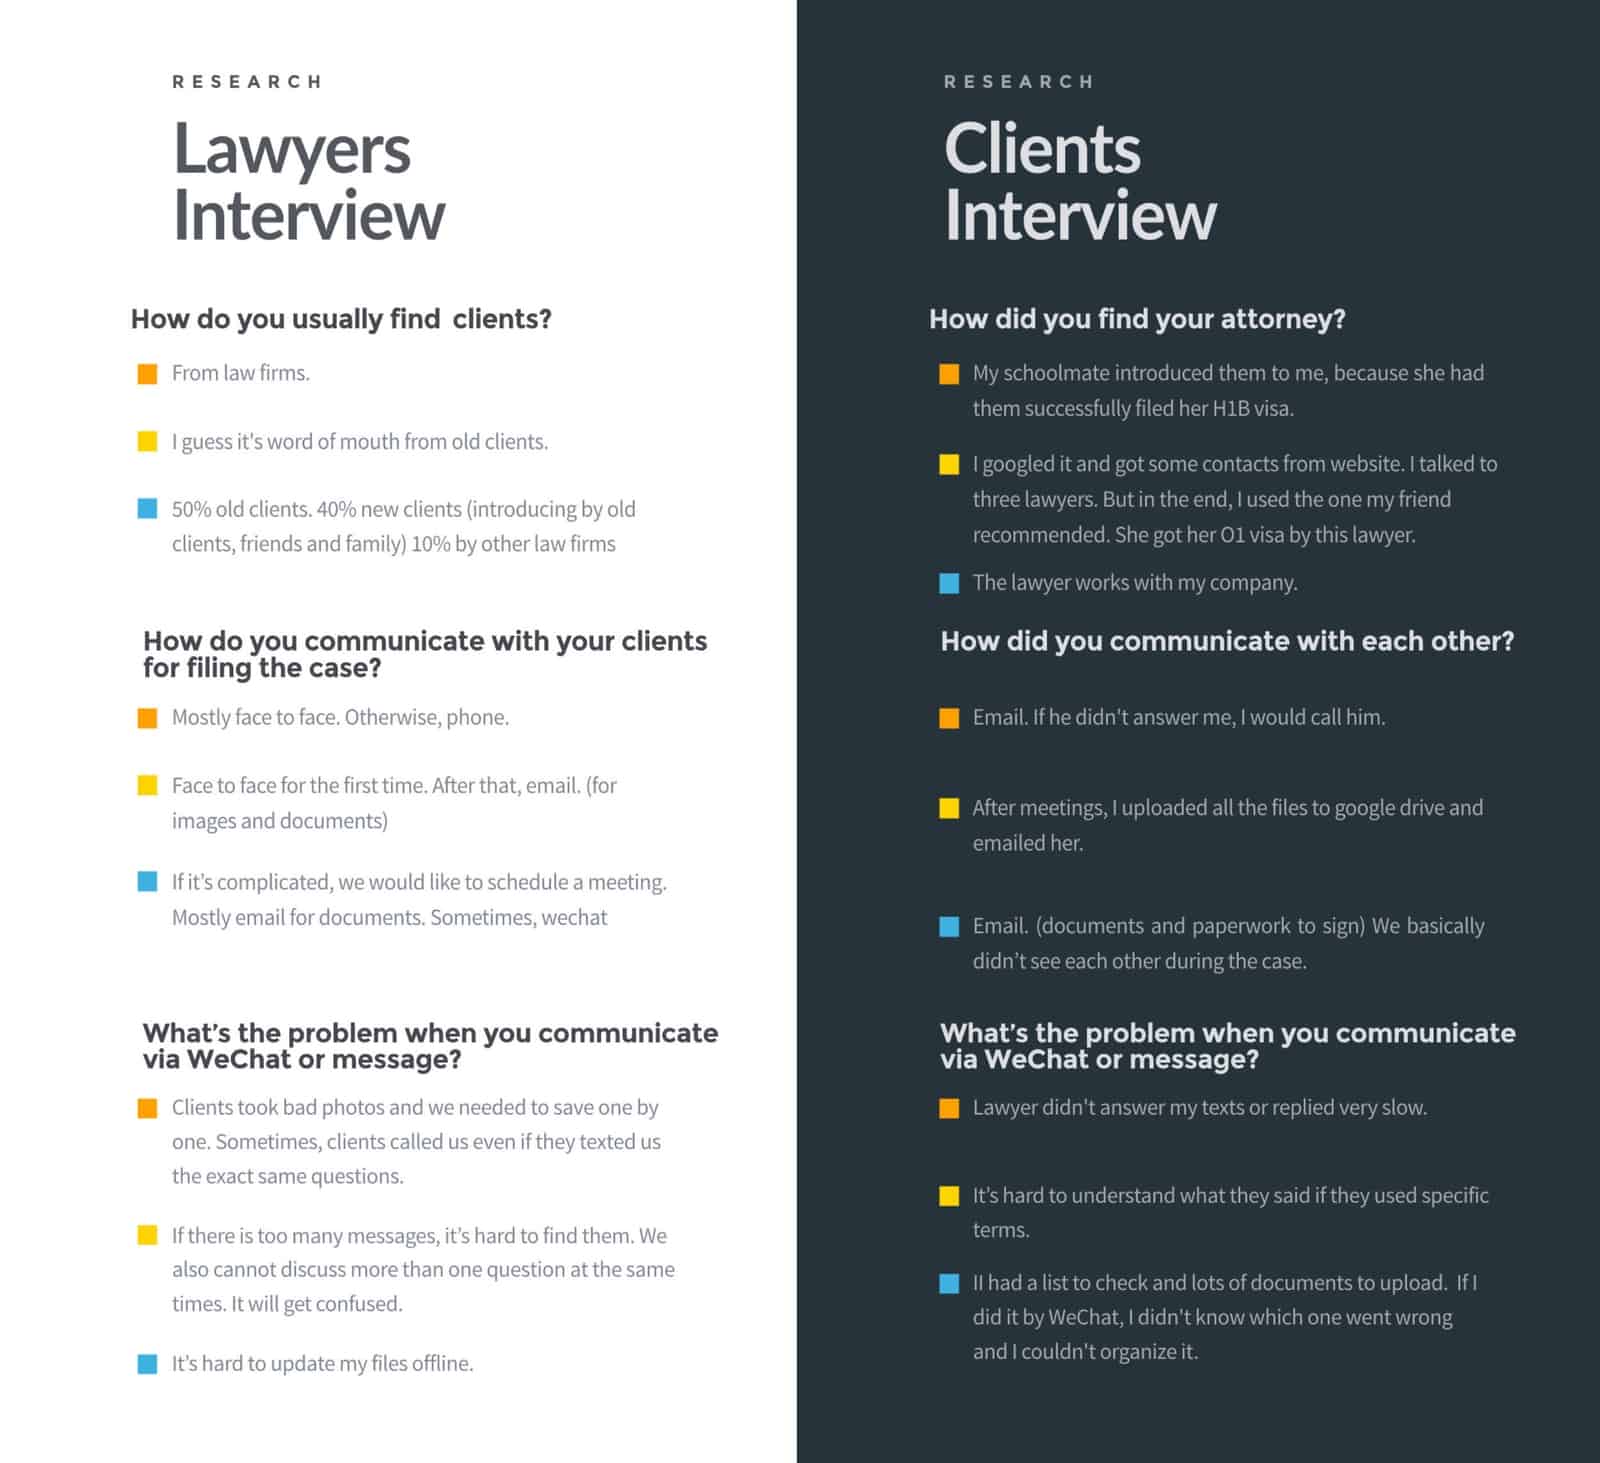 RESEARCH
Lawyers
Interview
How do you usually find clients?
From law firms.
I guess it's word of mouth from old clients.
50% old clients. 40% new clients (introducing by old
clients, friends and family) 10% by other law firms
How do you communicate with your clients
for filing the case?
Mostly face to face. Otherwise, phone.
Face to face for the first time. After that, email. (for
images and documents)
If it’s complicated, we would like to schedule a meeting.
Mostly email for documents. Sometimes, wechat
What’s the problem when you communicate
via WeChat or message?
Clients took bad photos and we needed to save one by
one. Sometimes, clients called us even if they texted us
the exact same questions.
If there is too many messages, it’s hard to find them. We
also cannot discuss more than one question at the same
times. It will get confused.
It’s hard to update my files offline.
RESEARCH
Clients
Interview
How did you find your attorney?
My schoolmate introduced them to me, because she had
them successfully filed her H1B visa.
I googled it and got some contacts from website. I talked to
three lawyers. But in the end, I used the one my friend
recommended. She got her O1 visa by this lawyer.
The lawyer works with my company.
How did you communicate with each other?
Email. If he didn't answer me, I would call him.
After meetings, I uploaded all the files to google drive and
emailed her.
Email. (documents and paperwork to sign) We basically
didn’t see each other during the case.
What’s the problem when you communicate
via WeChat or message?
Lawyer didn't answer my texts or replied very slow.
It’s hard to understand what they said if they used specific
terms.
II had a list to check and lots of documents to upload. If I
did it by WeChat, I didn't know which one went wrong
and I couldn't organize it.